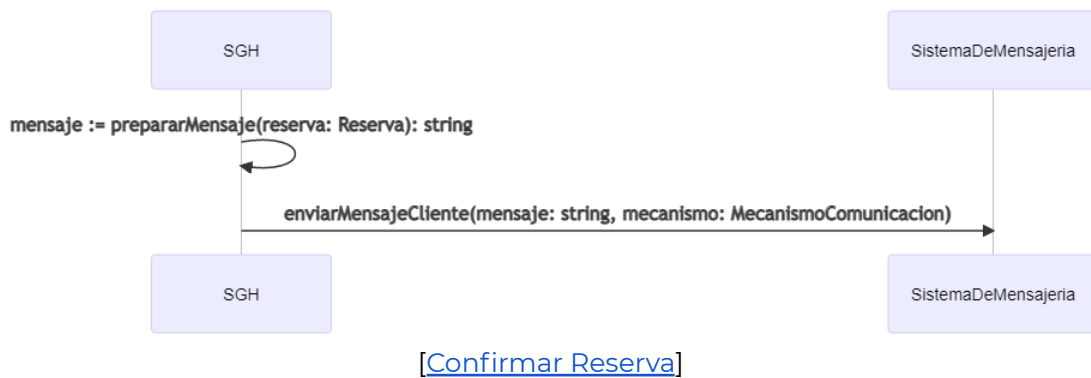 SGH
SistemaDeMensajeria
mensaje := prepararMensaje(reserva: Reserva): string
enviarMensajeCliente(mensaje: string, mecanismo: MecanismoComunicacion)
SGH
SistemaDeMensajeria
[Confirmar Reserva]